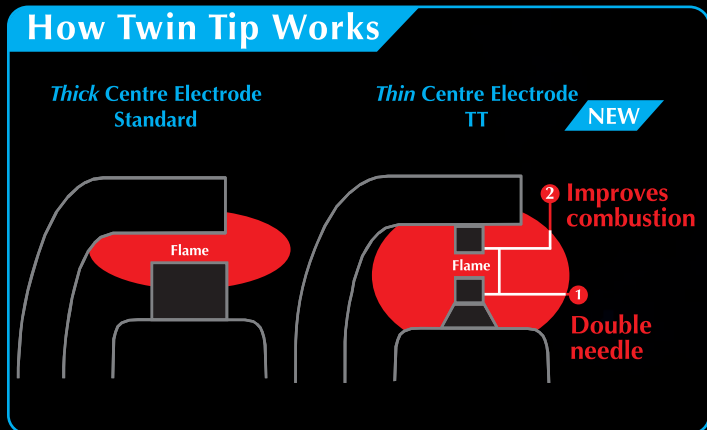 How Twin Tip Works
Thick Centre Electrode
Standard
Thin Centre Electrode
TT
NEW
Flame
Flame
2 Improves
combustion
1
Double
needle